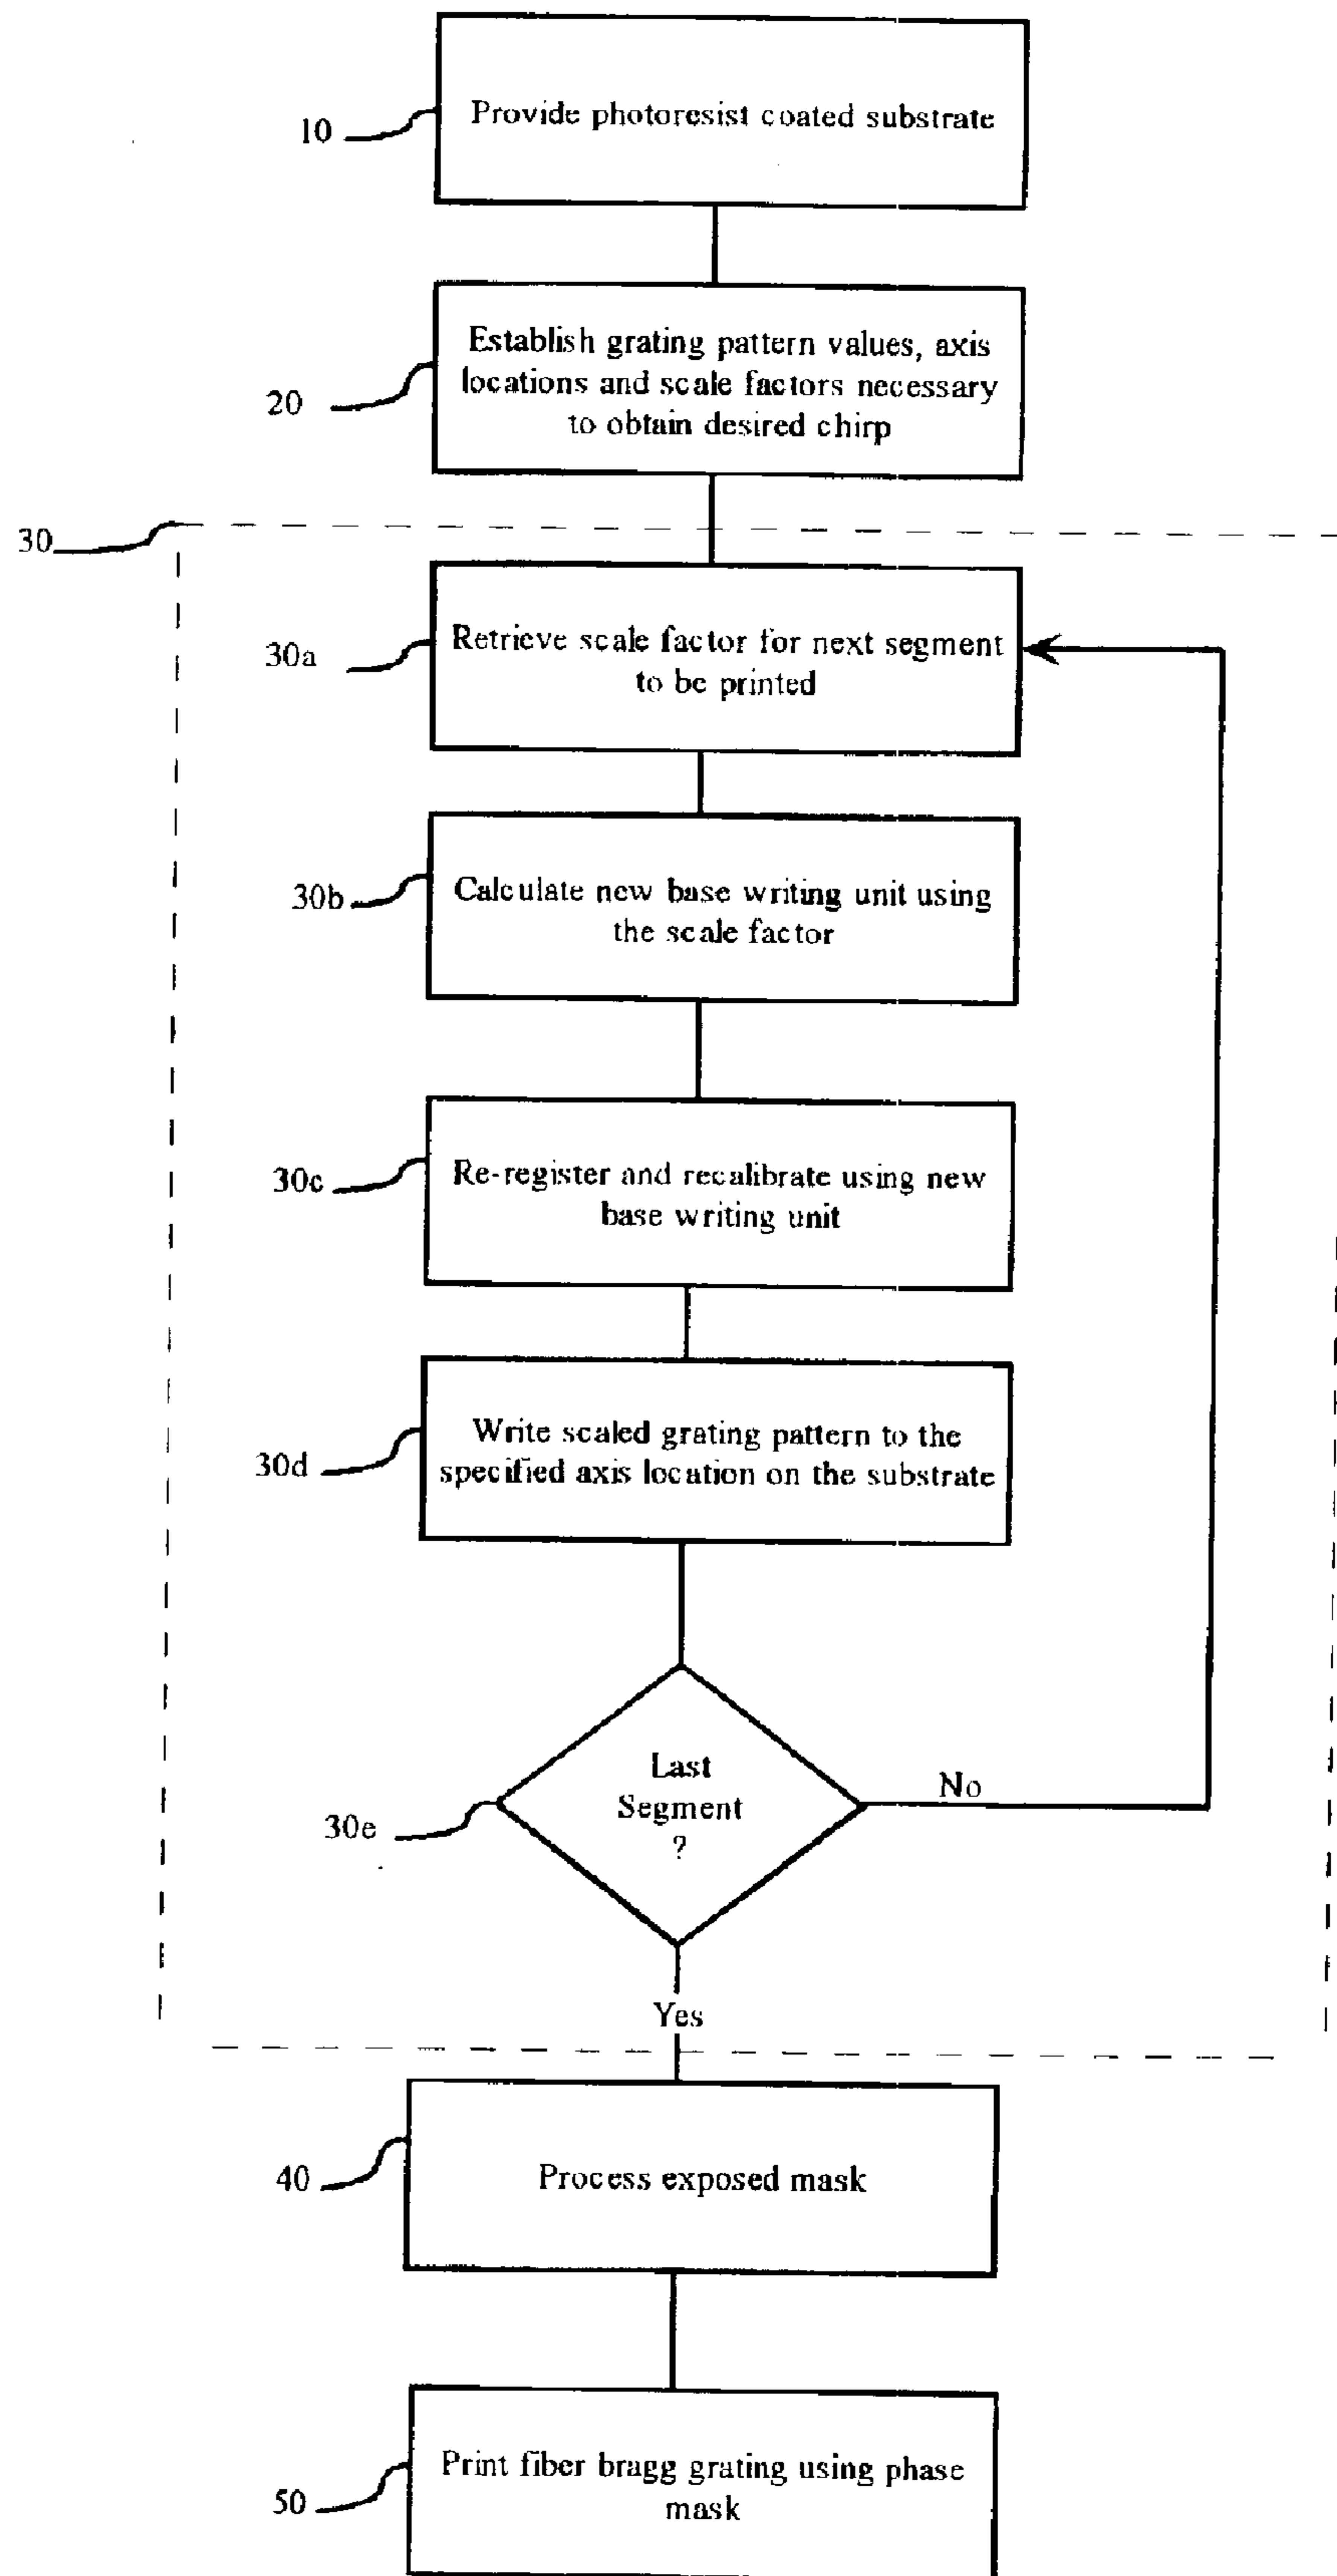 Provide photoresist coated substrate
10
Establish grating pattern values, axis
locations and scale factors necessary
to obtain desired chirp
20
30
Retrieve scale factor for next segment
to be printed
30a
Calculate new base writing unit using
the scale factor
30b
Re-register and recalibrate using new
base writing unit
30c
Write scaled grating pattern to the
specified axis location on the substrate
30d
Last
Segment
?
No
30e
Yes
Process exposed mask
40
Print fiber bragg grating using phase
mask
50